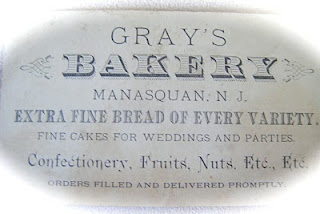 GRAY'S
BAKERY
MANASQUAN, N J.
EXTRA FINE BREAD OF EVERY VARIETY.
FINE CAKES FOR WEDDINGS AND PARTIES.
Confectionery, Fruits, Nuts, Etc., Etc.
ORDERS FILLED AND DELIVERED PROMPTLY.